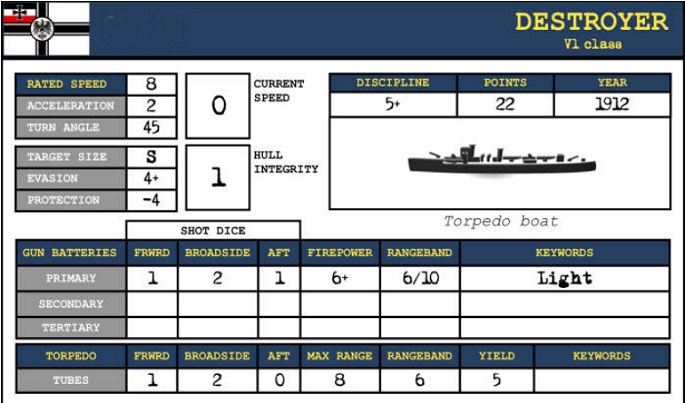 DESTROYER
V1 class
RATED SPEED 8
ACCELERATION 2
TURN ANGLE 45
0 CURRENT SPEED
DISCIPLINE POINTS YEAR
5+ 22 1912
TARGET SIZE S
EVASION 4+
PROTECTION -4
1 HULL INTEGRITY
Torpedo boat
SHOT DICE
GUN BATTERIES FRWRD BROADSIDE AFT FIREPOWER RANGEBAND KEYWORDS
PRIMARY 1 2 1 6+ 6/10 Light
SECONDARY
TERTIARY
TORPEDO FRWRD BROADSIDE AFT MAX RANGE RANGEBAND YIELD KEYWORDS
TUBES 1 2 0 8 6 5